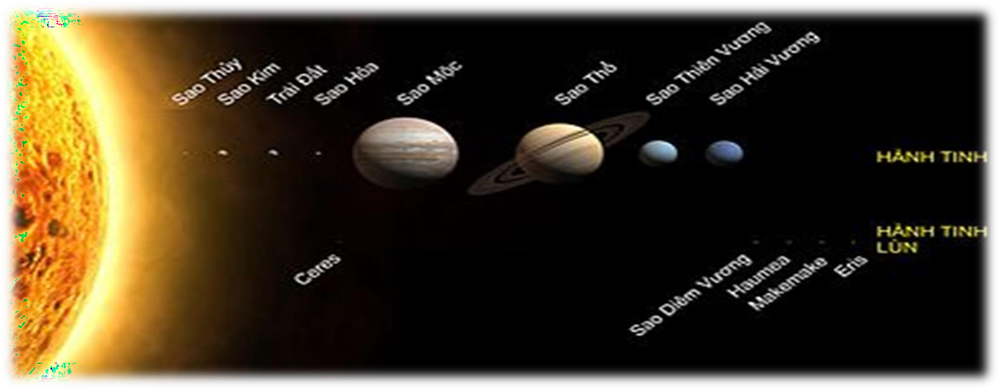 Sao Thủy
Sao Kim
Trái Đất
Sao Hỏa
Sao Mộc
Sao Thổ
Sao Thiên Vương
Sao Hải Vương
HÀNH TINH
HÀNH TINH
LÙN
Ceres
Sao Diêm Vương
Haumea
Makemake
Eris